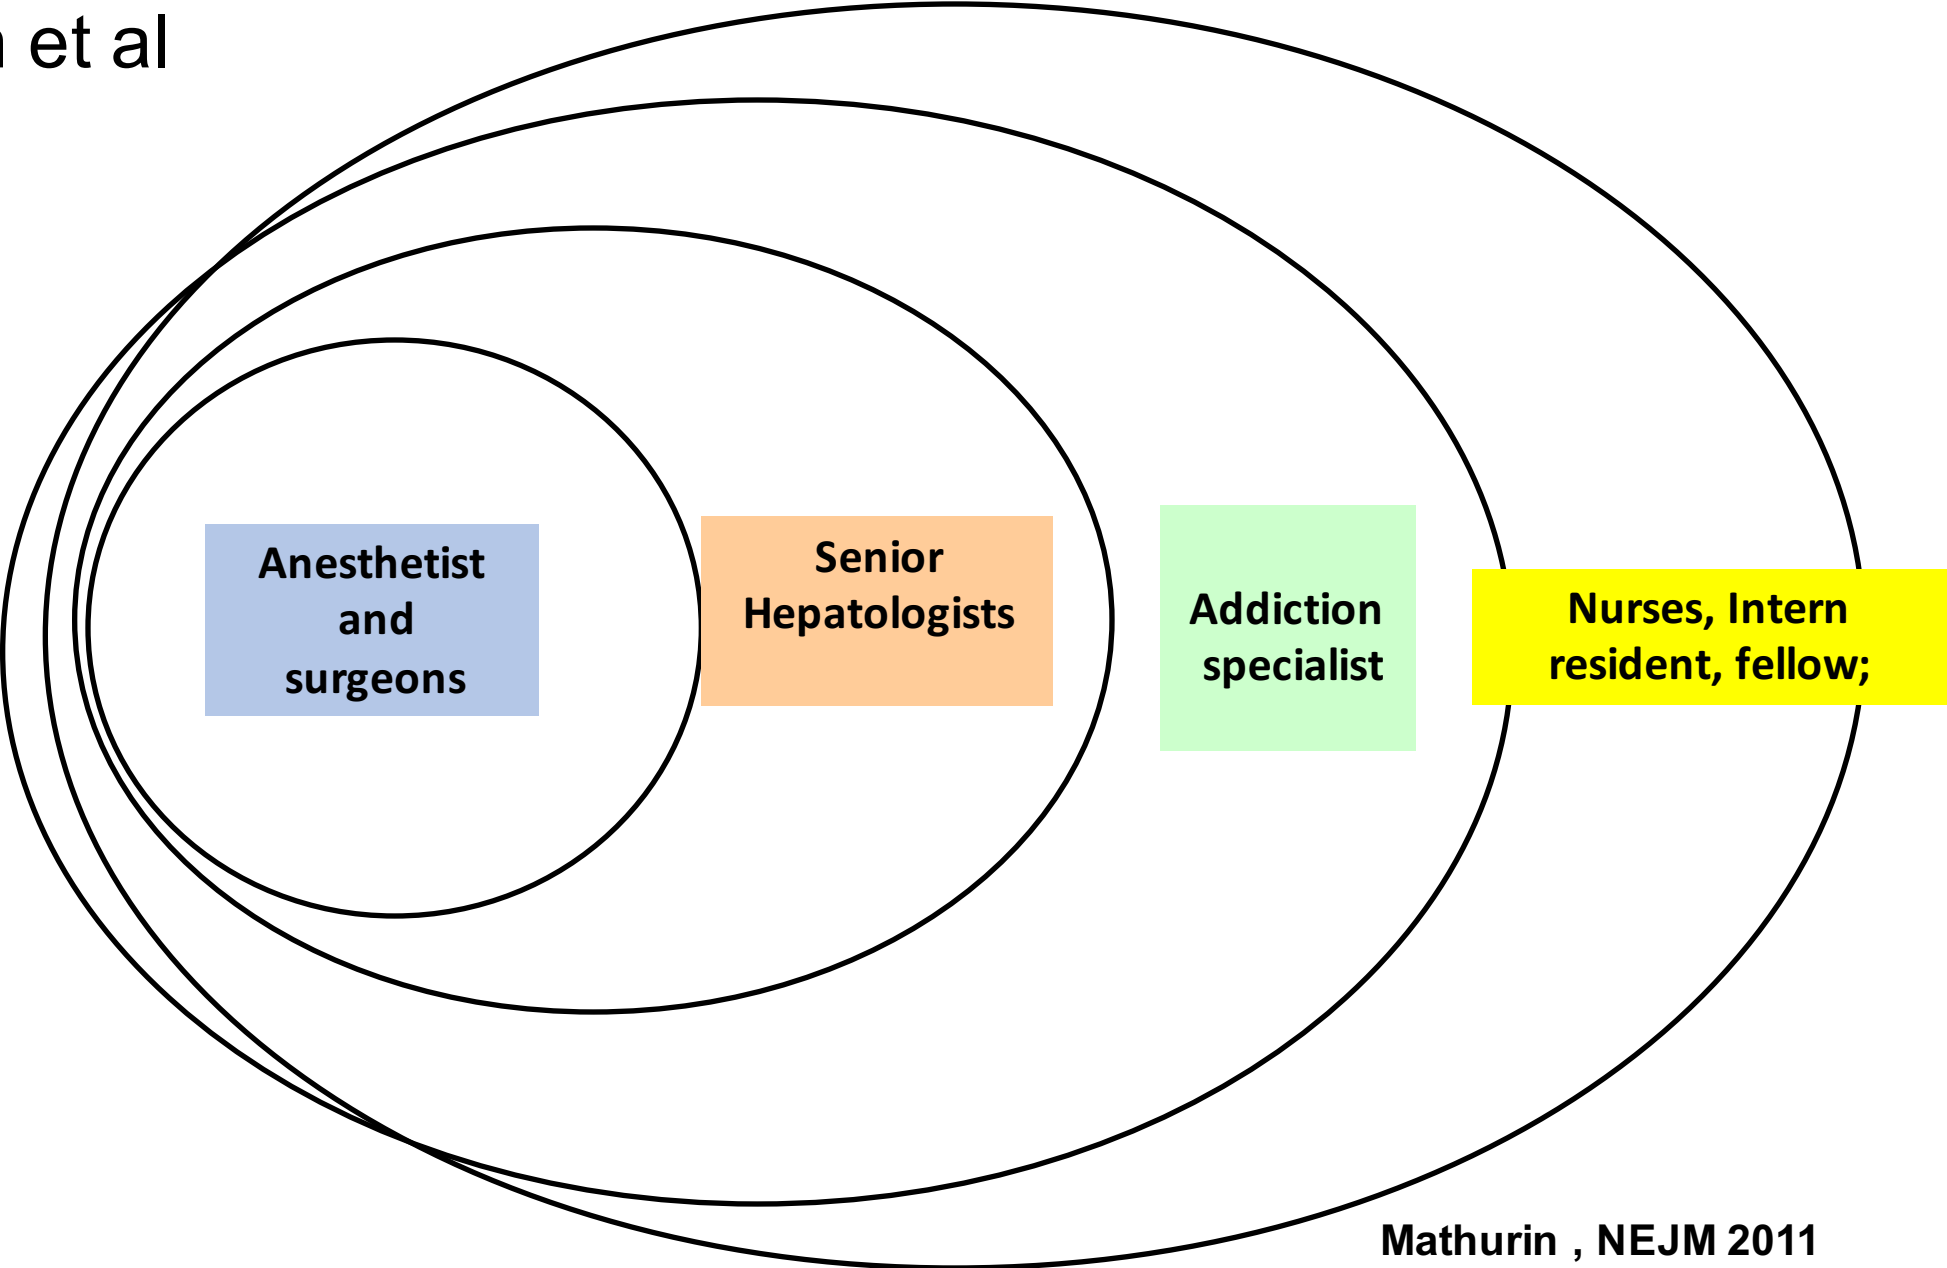 et al
Anesthetist
and
surgeons
Senior
Hepatologists
Addiction
specialist
Nurses, Intern
resident, fellow;
Mathurin , NEJM 2011